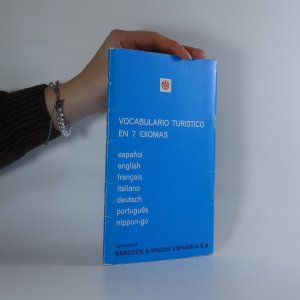 VOCABULARIO TURISTICO
EN 7 IDIOMAS
español
english
français
italiano
deutsch
português
nippon-go
BABCOCK & WILCOX ESPAÑOLA, S.A.